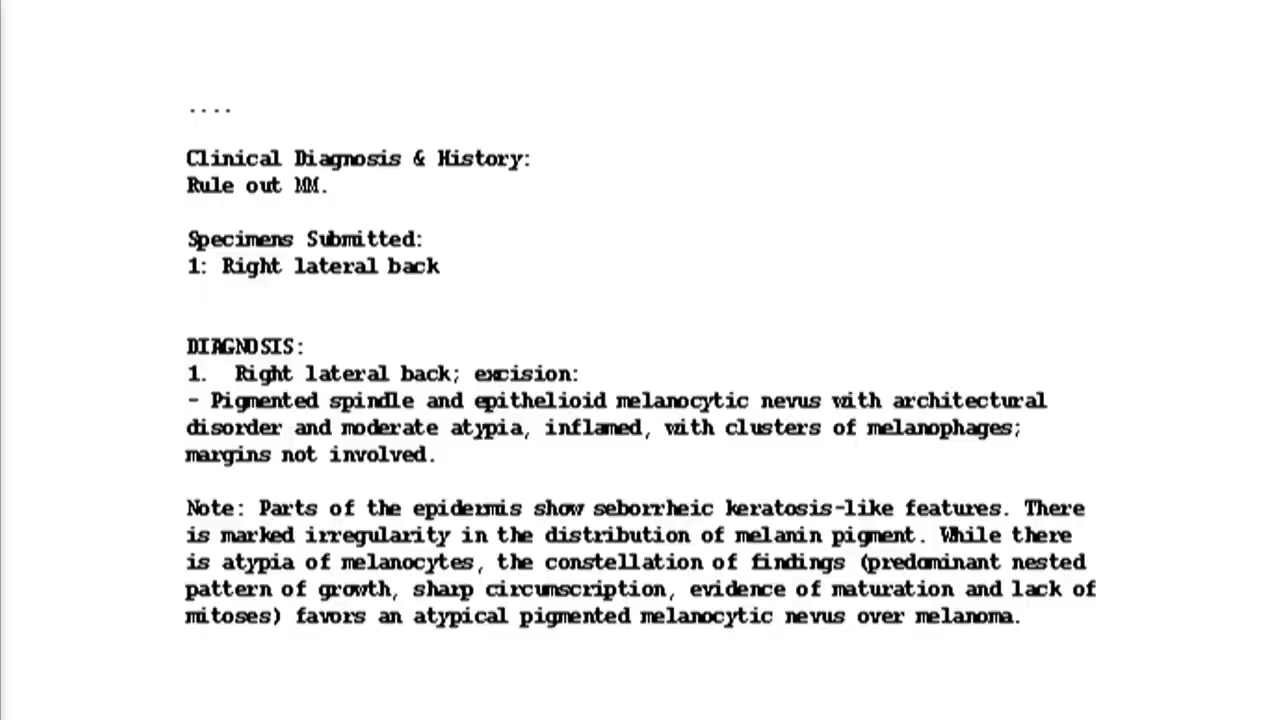 ....
Clinical Diagnosis & History:
Rule out MM.
Specimens Submitted:
1: Right lateral back
DIAGNOSIS:
1. Right lateral back; excision:
- Pigmented spindle and epithelioid melanocytic nevus with architectural
disorder and moderate atypia, inflamed, with clusters of melanophages;
margins not involved.
Note: Parts of the epidermis show seborrheic keratosis-like features. There
is marked irregularity in the distribution of melanin pigment. While there
is atypia of melanocytes, the constellation of findings (predominant nested
pattern of growth, sharp circumscription, evidence of maturation and lack of
mitoses) favors an atypical pigmented melanocytic nevus over melanoma.